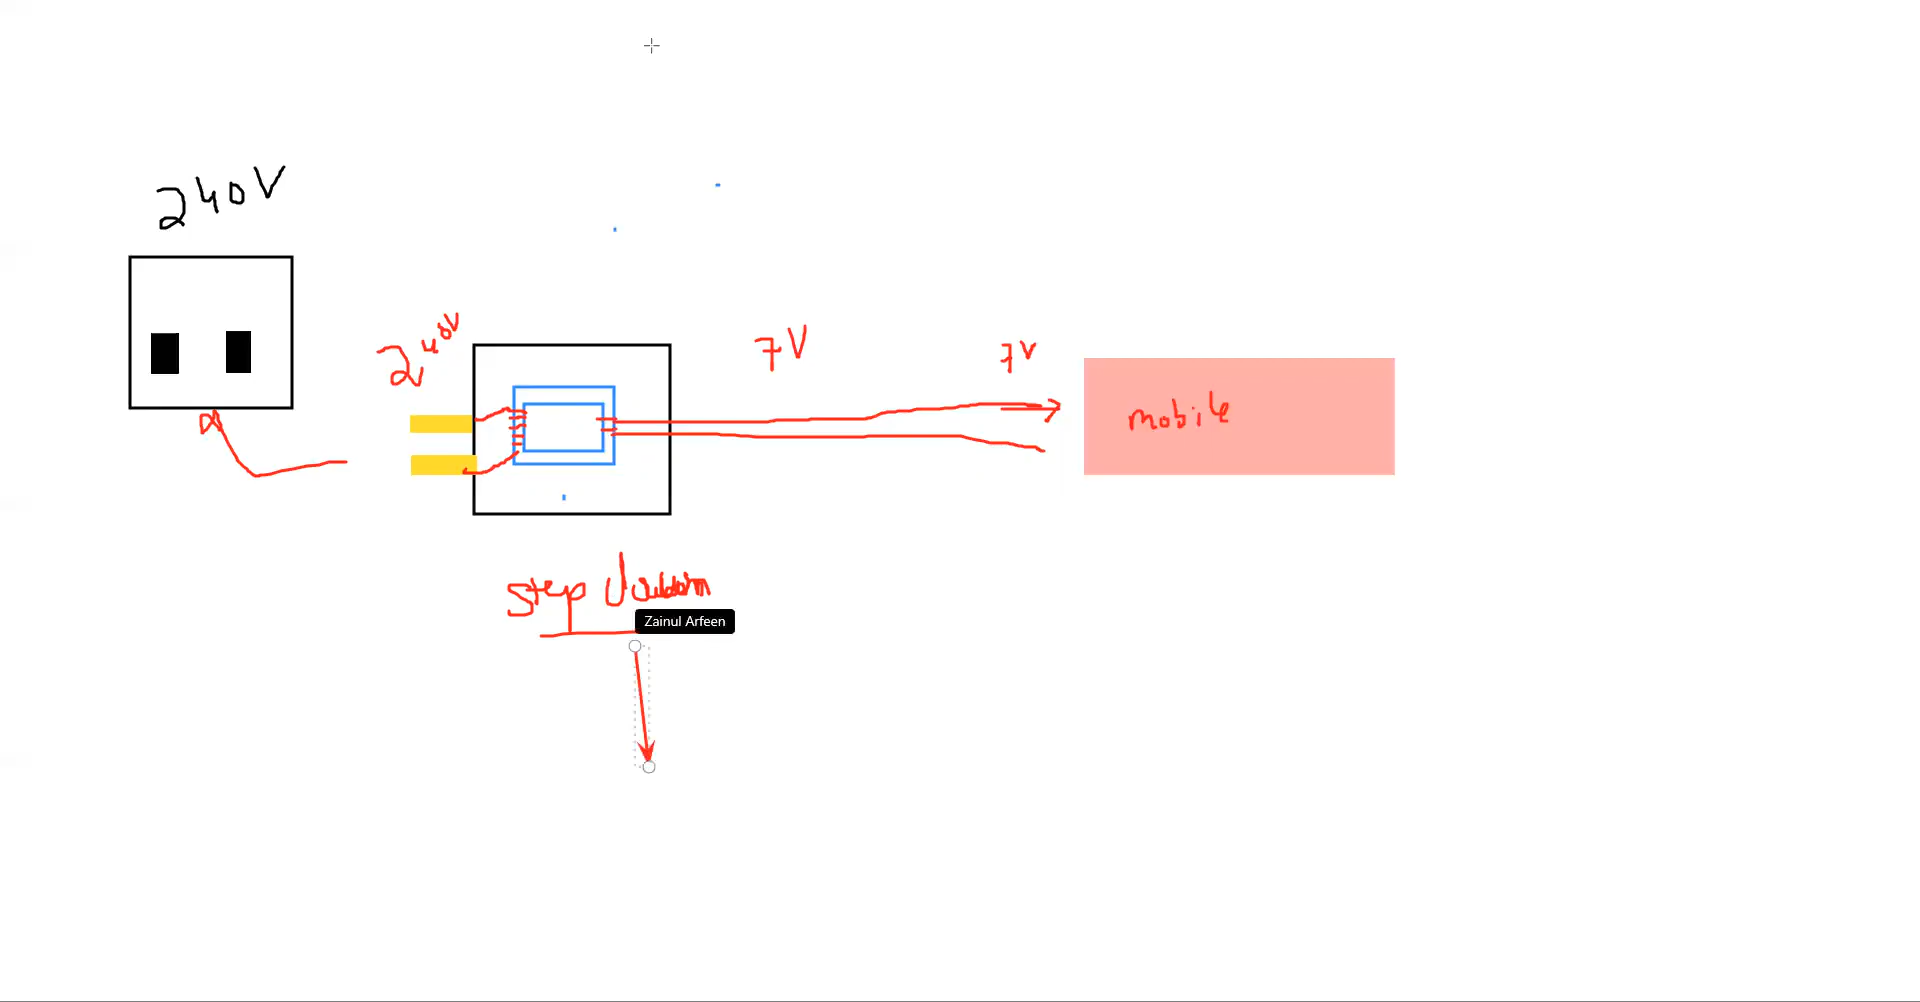 240V
240V
7V
7V
mobile
step down
Zainul Arfeen